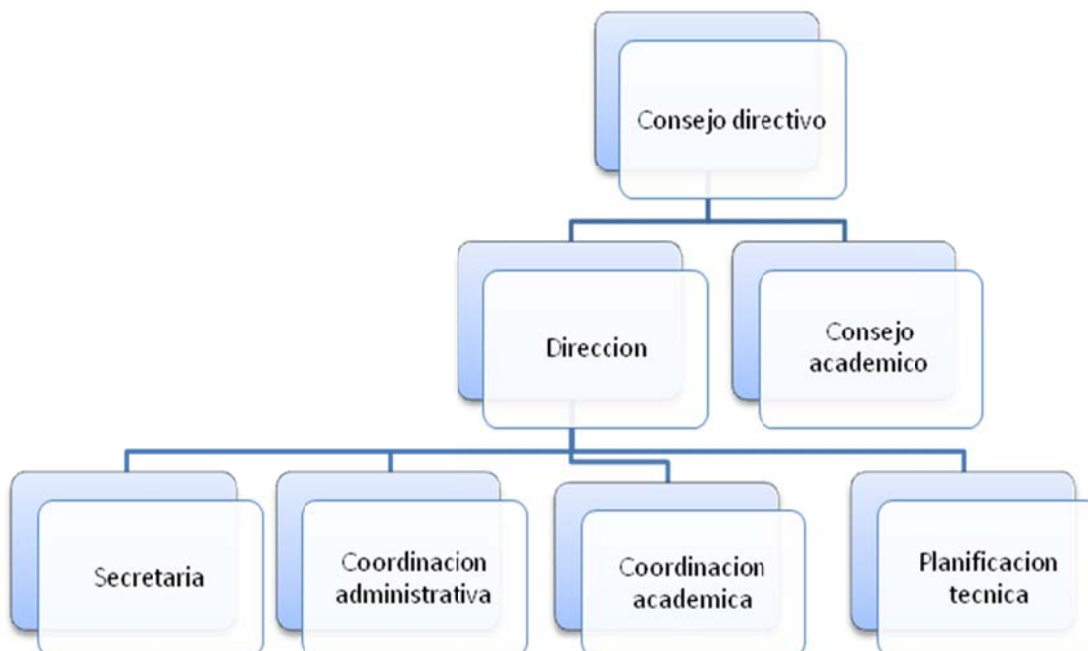 Consejo directivo
Direccion
Consejo
academico
Secretaria
Coordinacion
administrativa
Coordinacion
academica
Planificacion
tecnica